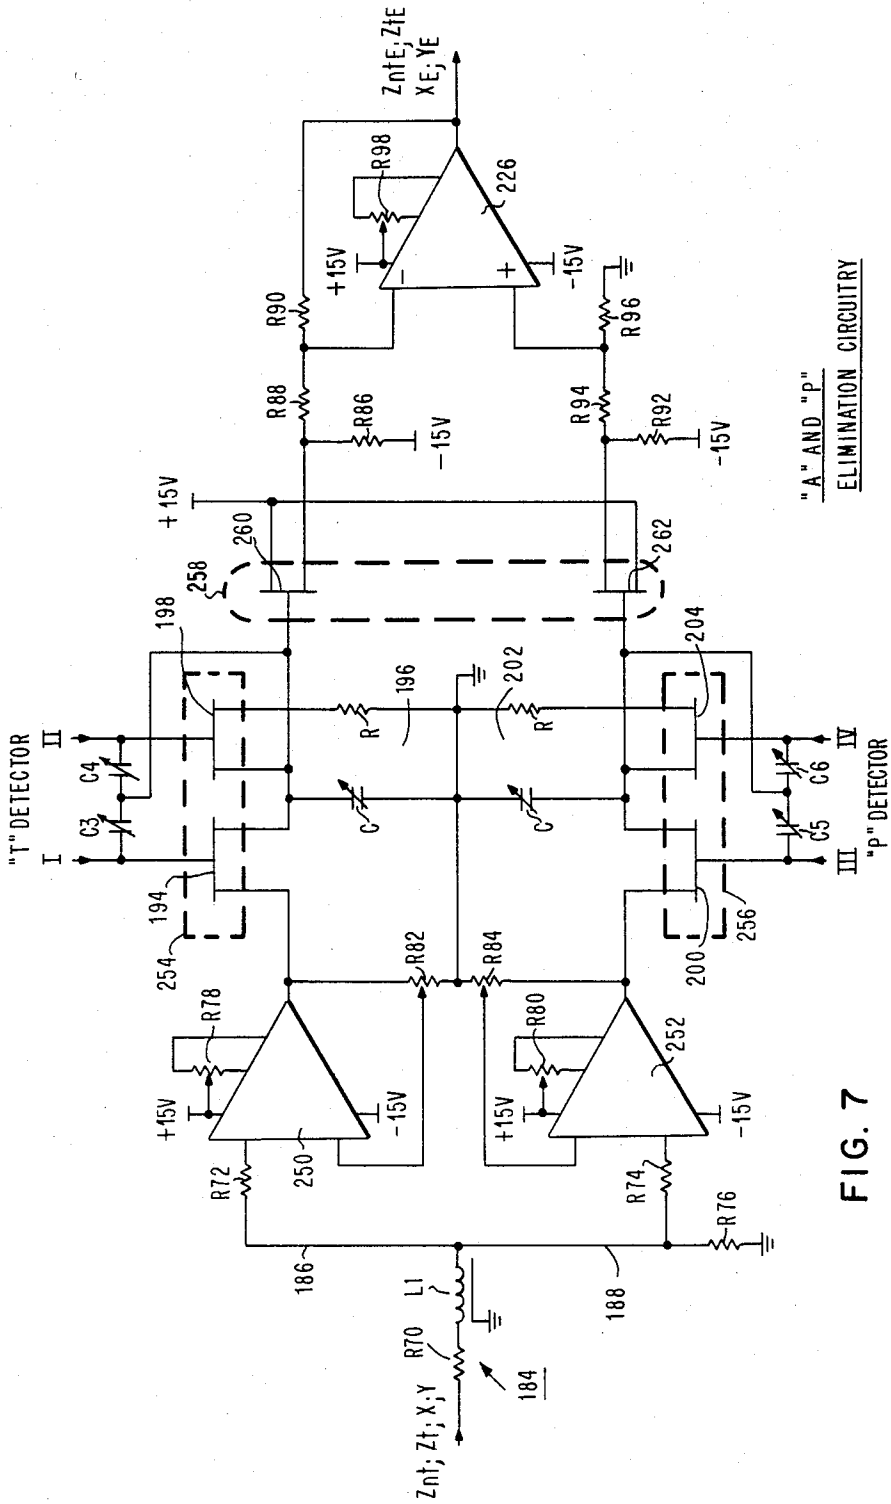 "T" DETECTOR
I
II
C3
C4
254
194
198
258
260
+15V
R88
R90
R86
-15V
+15V
R98
-
+
226
-15V
ZntE; ZtE
XE; YE
R78
+15V
R72
250
-15V
186
R82
R84
C
R
196
C
R
202
R94
R96
R92
-15V
262
204
Znt; Zt; X; Y
R70
L1
184
188
R80
+15V
252
R74
-15V
R76
200
256
C5
C6
III
IV
"P" DETECTOR
"A" AND "P"
ELIMINATION CIRCUITRY
FIG. 7